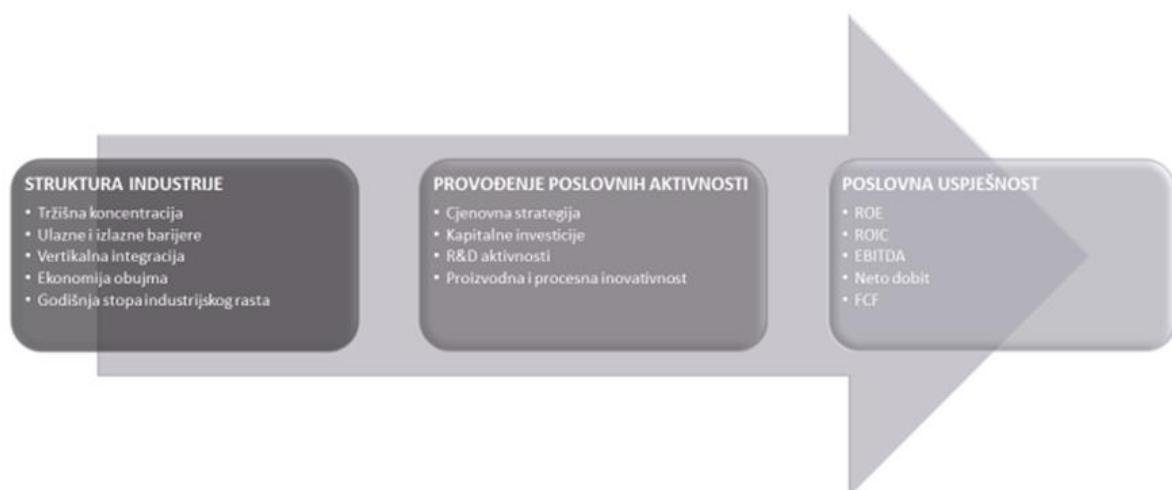 STRUKTURA INDUSTRIJE
• Tržišna koncentracija
• Ulazne i izlazne barijere
• Vertikalna integracija
• Ekonomija obujma
• Godišnja stopa industrijskog rasta
PROVOĐENJE POSLOVNIH AKTIVNOSTI
• Cjenovna strategija
• Kapitalne investicije
• R&D aktivnosti
• Proizvodna i procesna inovativnost
POSLOVNA USPJEŠNOST
• ROE
• ROIC
• EBITDA
• Neto dobit
• FCF